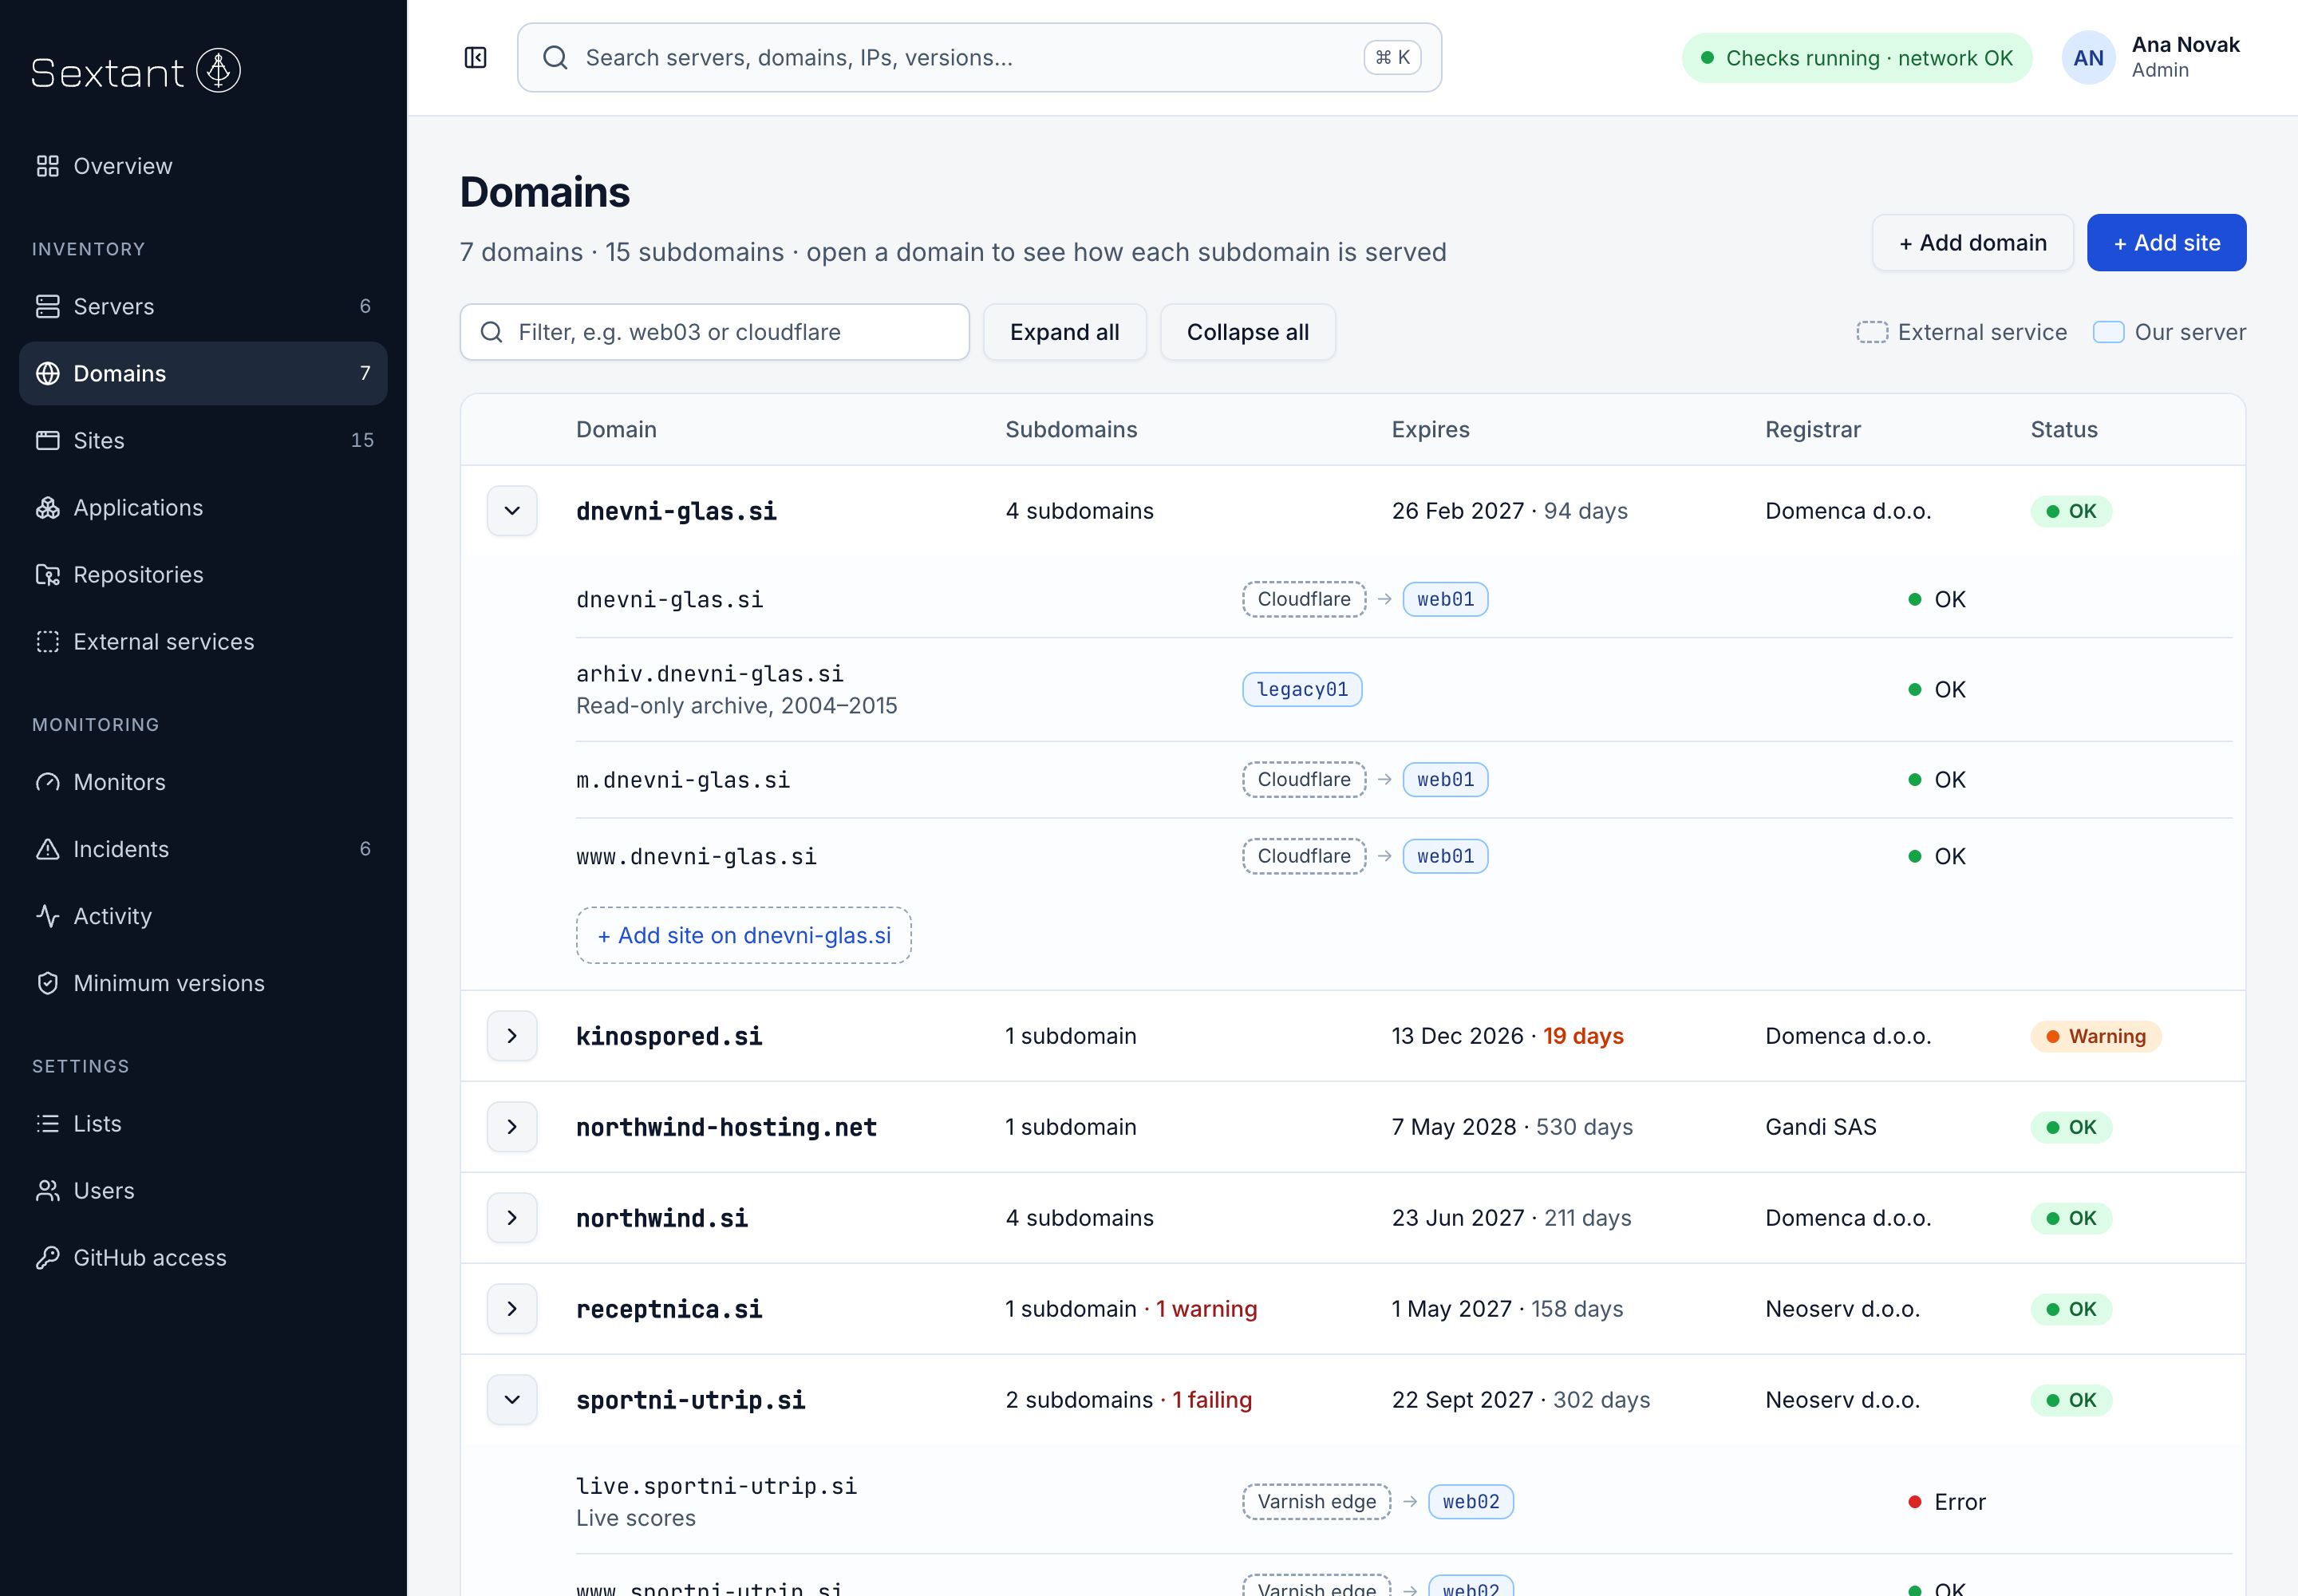 Sextant
Search servers, domains, IPs, versions...
⌘ K
Checks running · network OK
AN
Ana Novak
Admin
Overview
INVENTORY
Servers 6
Domains 7
Sites 15
Applications
Repositories
External services
MONITORING
Monitors
Incidents 6
Activity
Minimum versions
SETTINGS
Lists
Users
GitHub access
Domains
7 domains · 15 subdomains · open a domain to see how each subdomain is served
+ Add domain
+ Add site
Filter, e.g. web03 or cloudflare
Expand all
Collapse all
External service
Our server
Domain Subdomains Expires Registrar Status
dnevni-glas.si 4 subdomains 26 Feb 2027 · 94 days Domenca d.o.o. OK
dnevni-glas.si Cloudflare → web01 OK
arhiv.dnevni-glas.si legacy01 OK
Read-only archive, 2004–2015
m.dnevni-glas.si Cloudflare → web01 OK
www.dnevni-glas.si Cloudflare → web01 OK
+ Add site on dnevni-glas.si
kinospored.si 1 subdomain 13 Dec 2026 · 19 days Domenca d.o.o. Warning
northwind-hosting.net 1 subdomain 7 May 2028 · 530 days Gandi SAS OK
northwind.si 4 subdomains 23 Jun 2027 · 211 days Domenca d.o.o. OK
receptnica.si 1 subdomain · 1 warning 1 May 2027 · 158 days Neoserv d.o.o. OK
sportni-utrip.si 2 subdomains · 1 failing 22 Sept 2027 · 302 days Neoserv d.o.o. OK
live.sportni-utrip.si Varnish edge → web02 Error
Live scores
www.sportni-utrip.si Varnish edge → web02 OK